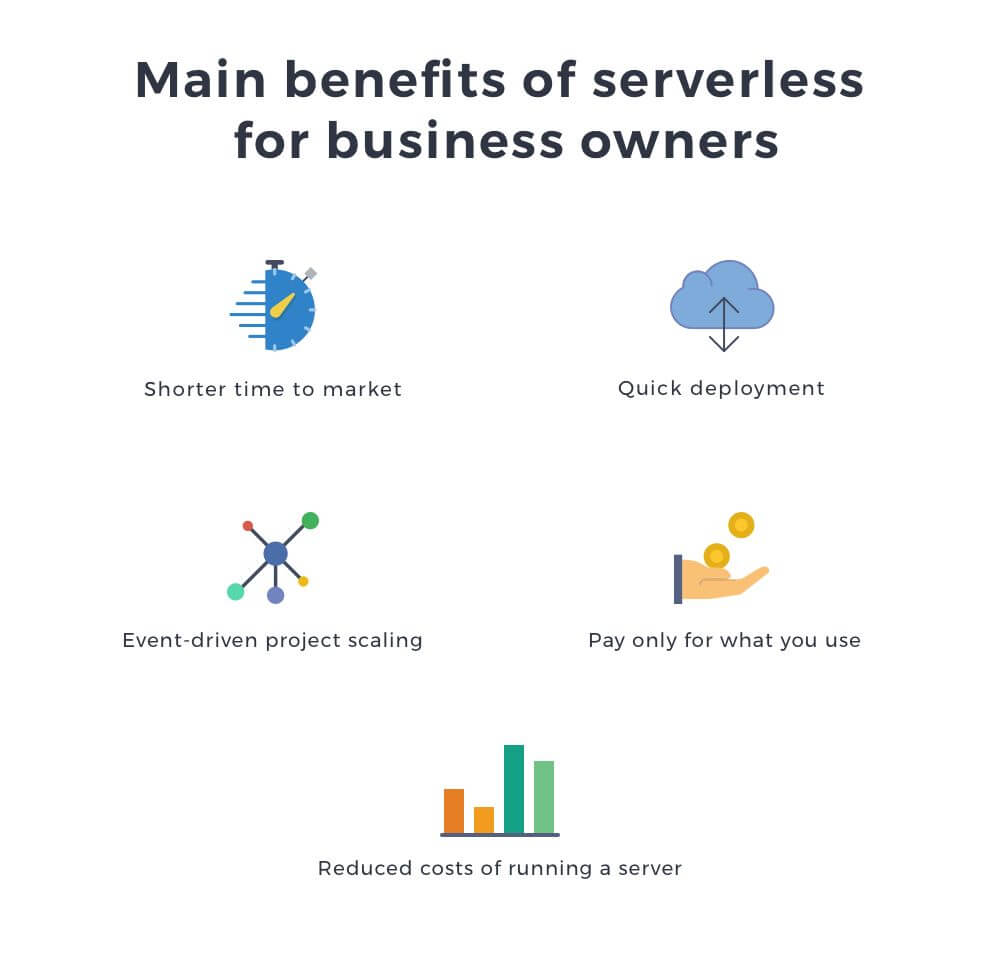 Main benefits of serverless
for business owners
Shorter time to market
Quick deployment
Event-driven project scaling
Pay only for what you use
Reduced costs of running a server